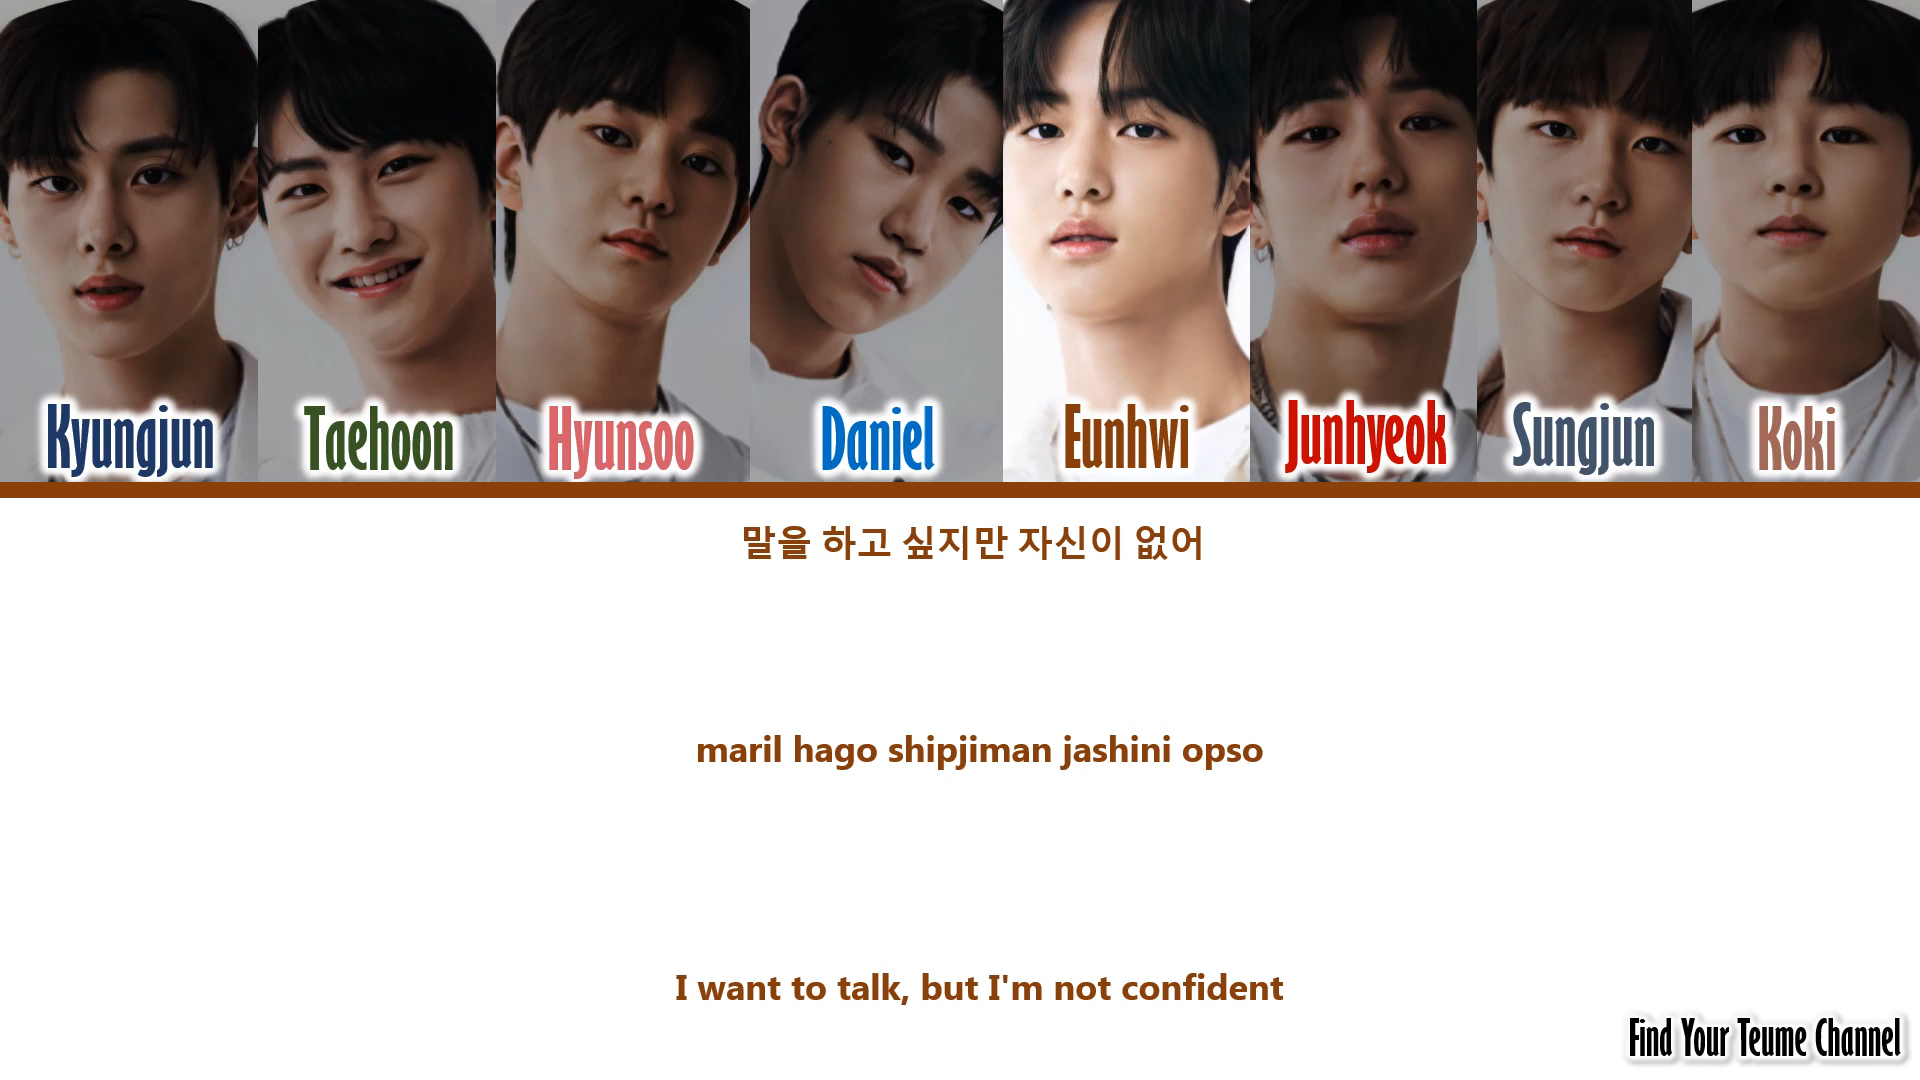 Kyungjun Taehoon Hyunsoo Daniel Eunhwi Junhyeok Sungjun Koki
말을 하고 싶지만 자신이 없어
maril hago shipjiman jashini opso
I want to talk, but I'm not confident
Find Your Teume Channel